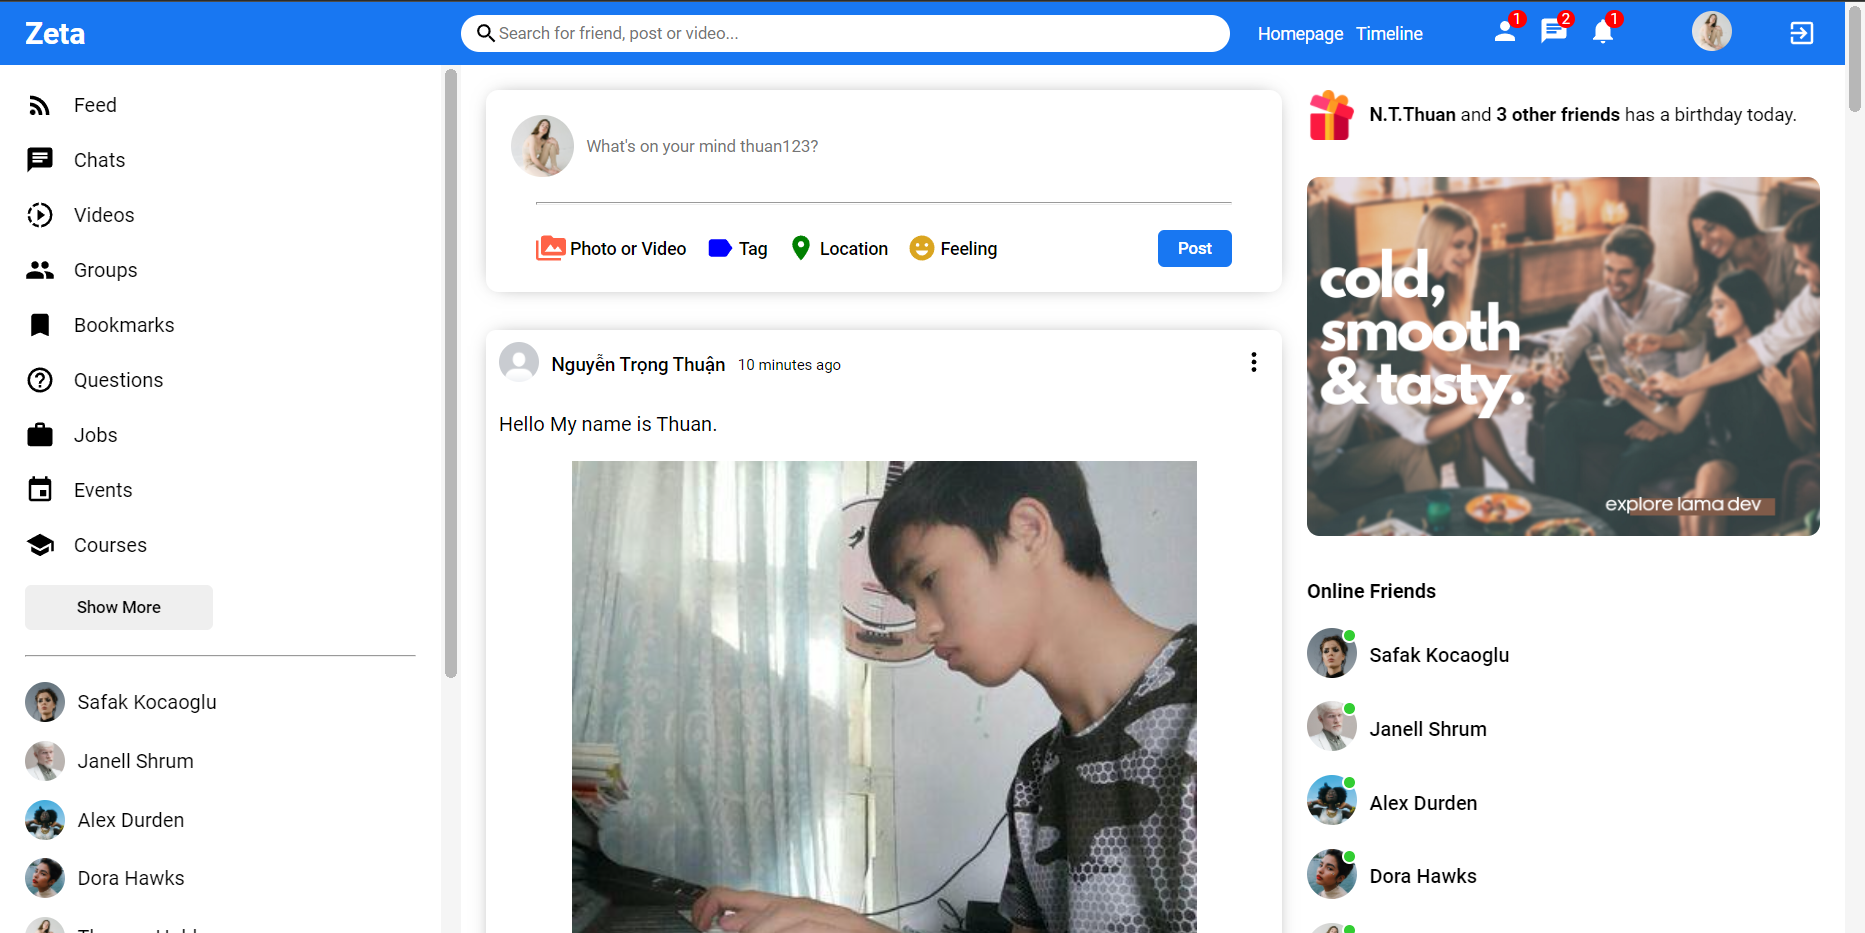 Zeta
Search for friend, post or video...
Homepage Timeline
1
2
1
Feed
Chats
Videos
Groups
Bookmarks
Questions
Jobs
Events
Courses
Show More
Safak Kocaoglu
Janell Shrum
Alex Durden
Dora Hawks
What's on your mind thuan123?
Photo or Video
Tag
Location
Feeling
Post
Nguyễn Trọng Thuận 10 minutes ago
Hello My name is Thuan.
N.T.Thuan and 3 other friends has a birthday today.
cold,
smooth
& tasty.
explore lama dev
Online Friends
Safak Kocaoglu
Janell Shrum
Alex Durden
Dora Hawks